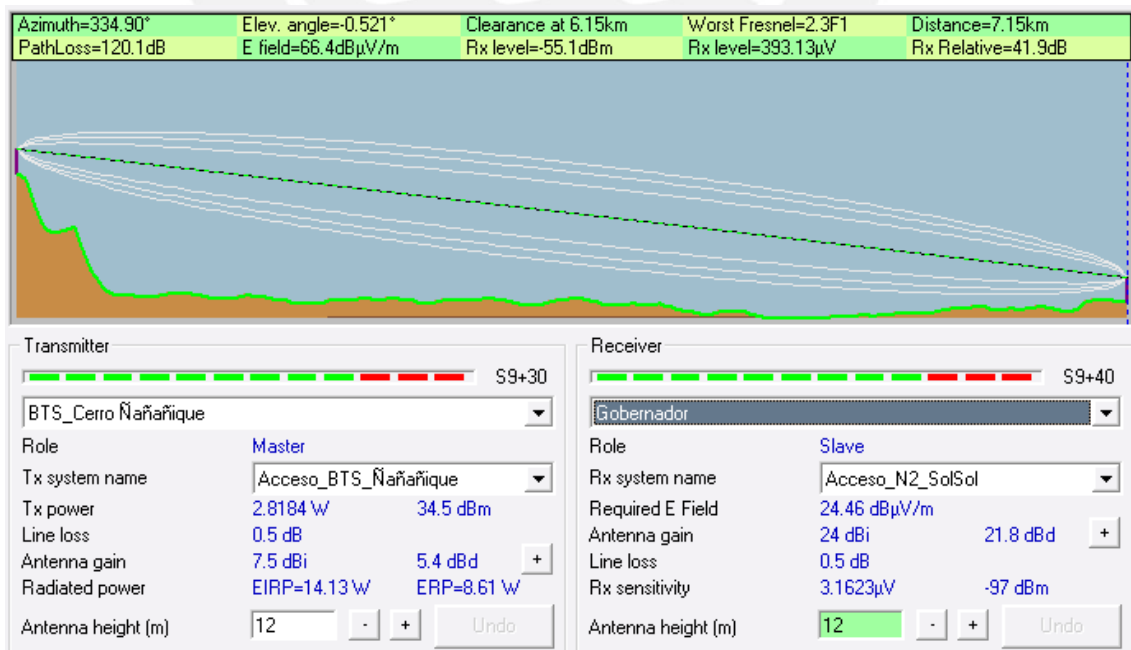 Azimuth=334.90° Elev. angle=-0.521° Clearance at 6.15km Worst Fresnel=2.3F1 Distance=7.15km
PathLoss=120.1dB E field=66.4dBµV/m Rx level=-55.1dBm Rx level=393.13µV Rx Relative=41.9dB
Transmitter
S9+30
BTS_Cerro Ñañañique
Role Master
Tx system name Acceso_BTS_Ñañañique
Tx power 2.8184 W 34.5 dBm
Line loss 0.5 dB
Antenna gain 7.5 dBi 5.4 dBd +
Radiated power EIRP=14.13 W ERP=8.61 W
Antenna height (m) 12 - + Undo
Receiver
S9+40
Gobernador
Role Slave
Rx system name Acceso_N2_SolSol
Required E Field 24.46 dBµV/m
Antenna gain 24 dBi 21.8 dBd +
Line loss 0.5 dB
Rx sensitivity 3.1623µV -97 dBm
Antenna height (m) 12 - + Undo